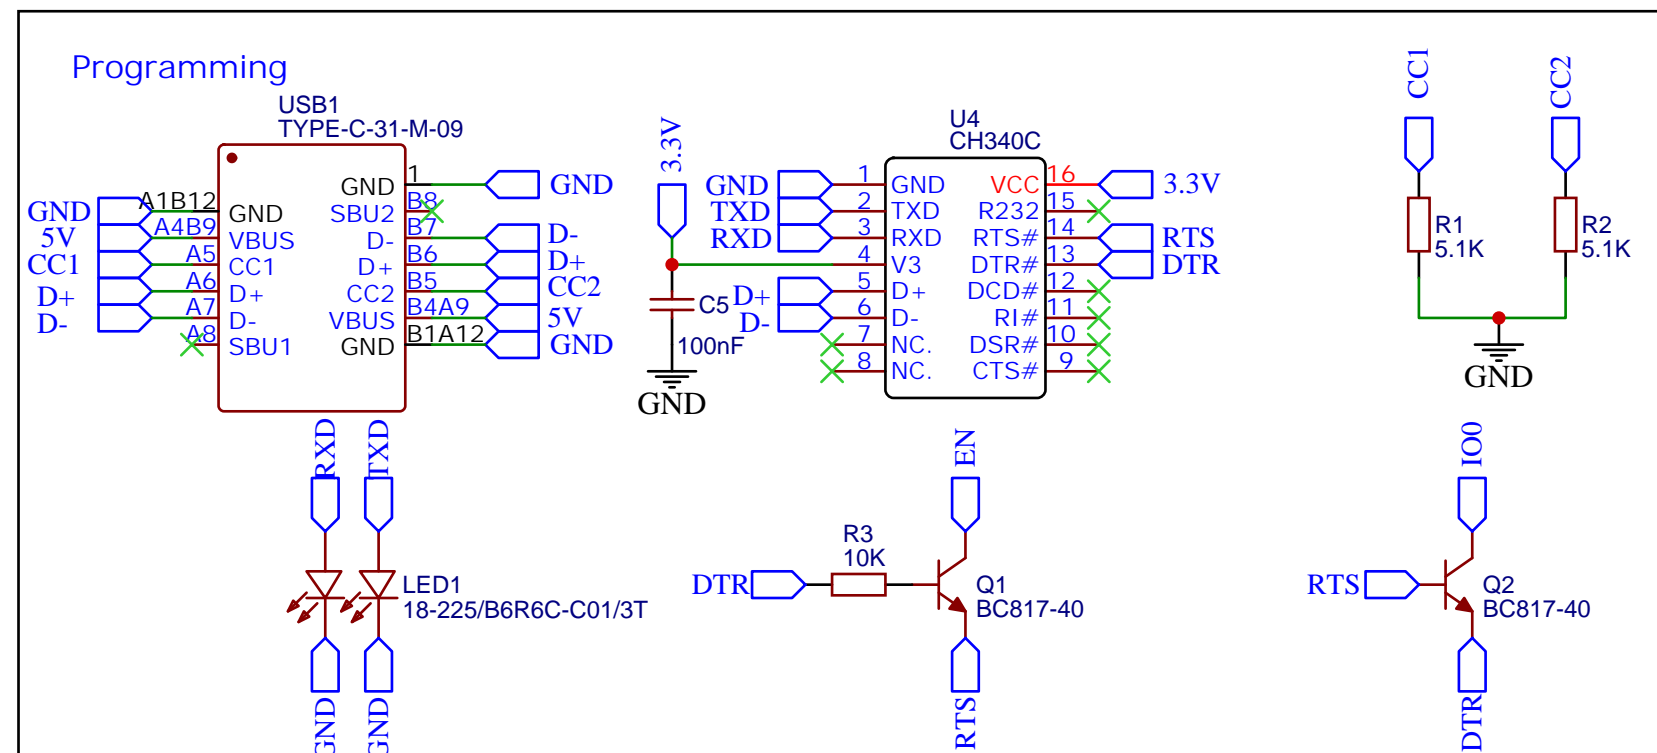 Programming
USB1
TYPE-C-31-M-09
GND A1B12 GND
5V A4B9 VBUS
CC1 A5 CC1
D+ A6 D+
D- A7 D-
A8 SBU1
GND 1 GND
SBU2 B8
D- B7 D-
D+ B6 D+
CC2 B5 CC2
VBUS B4A9 5V
GND B1A12 GND
3.3V
C5
100nF
GND
U4
CH340C
GND 1 GND
TXD 2 TXD
RXD 3 RXD
4 V3
D+ 5 D+
D- 6 D-
7 NC.
8 NC.
VCC 16 3.3V
R232 15
RTS# 14 RTS
DTR# 13 DTR
DCD# 12
RI# 11
DSR# 10
CTS# 9
CC1
CC2
R1
5.1K
R2
5.1K
GND
RXD
TXD
LED1
18-225/B6R6C-C01/3T
GND
GND
EN
R3
10K
DTR
Q1
BC817-40
RTS
IO0
RTS
Q2
BC817-40
DTR